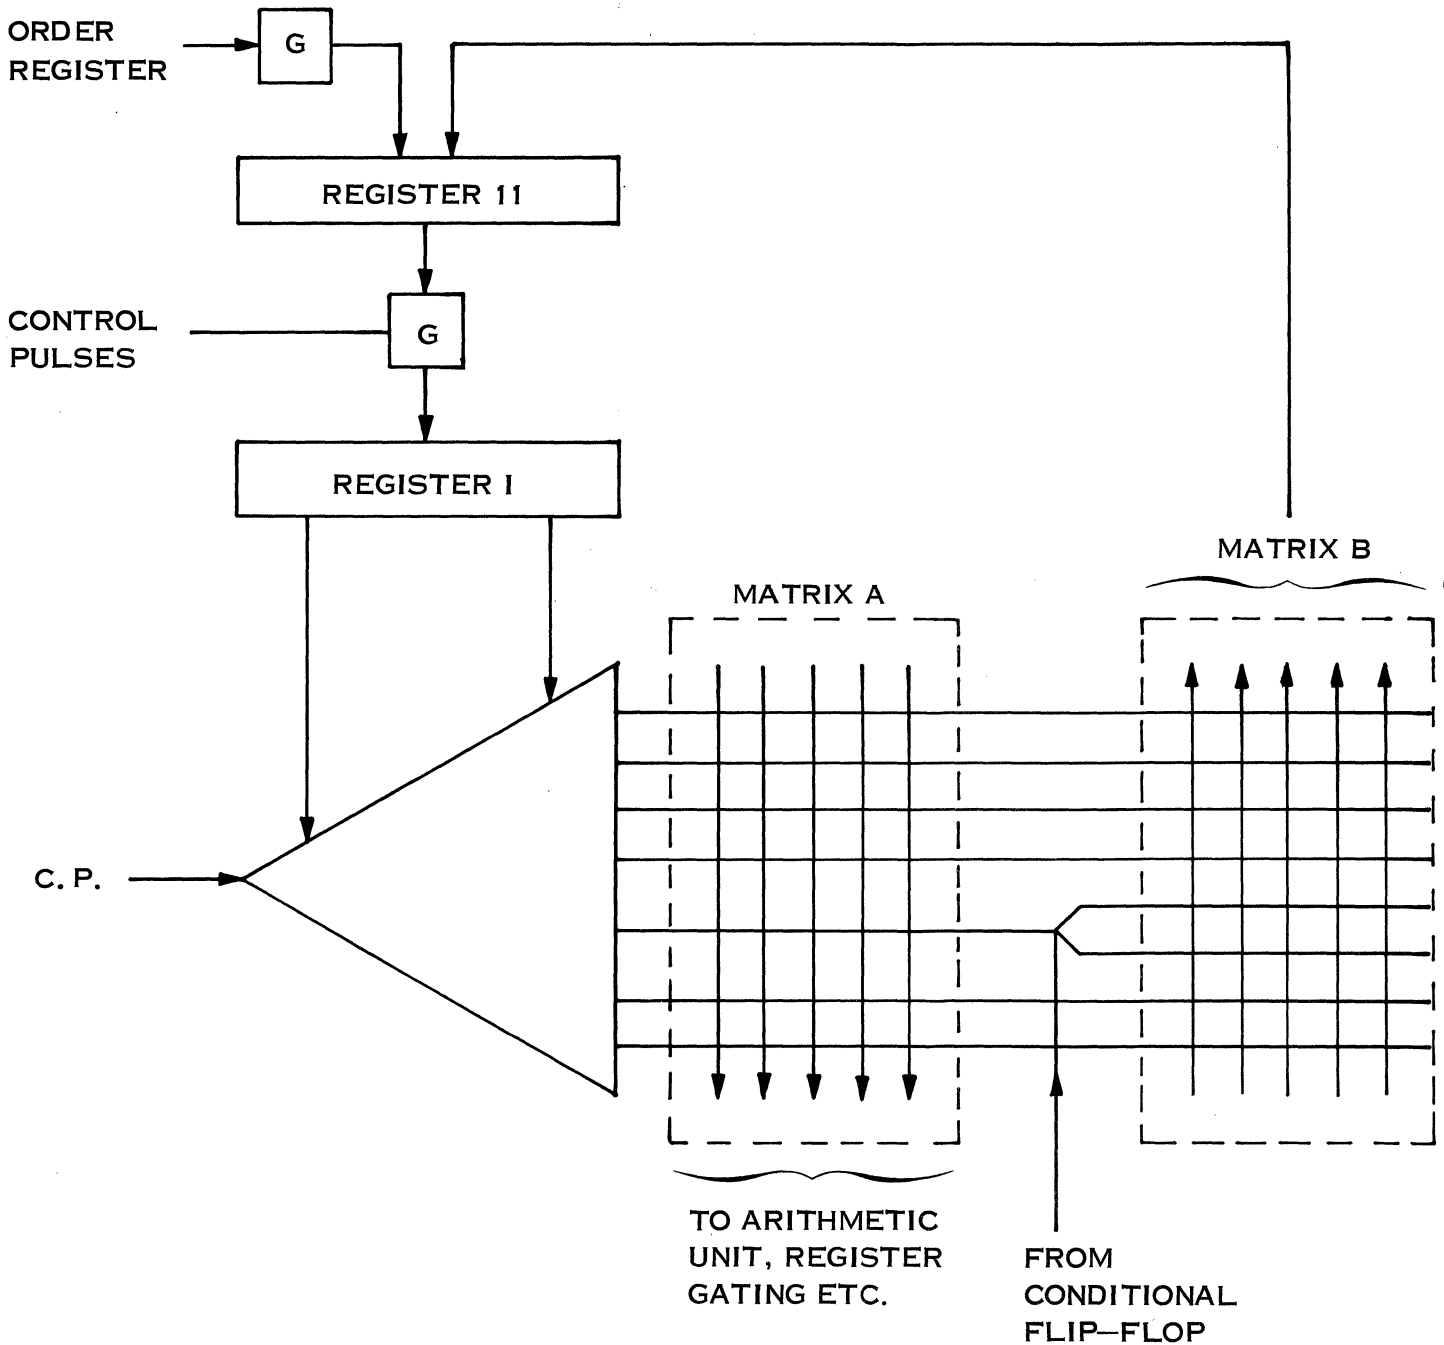 ORDER
REGISTER
G
REGISTER 11
CONTROL
PULSES
G
REGISTER I
MATRIX B
MATRIX A
C. P.
TO ARITHMETIC
UNIT, REGISTER
GATING ETC.
FROM
CONDITIONAL
FLIP–FLOP